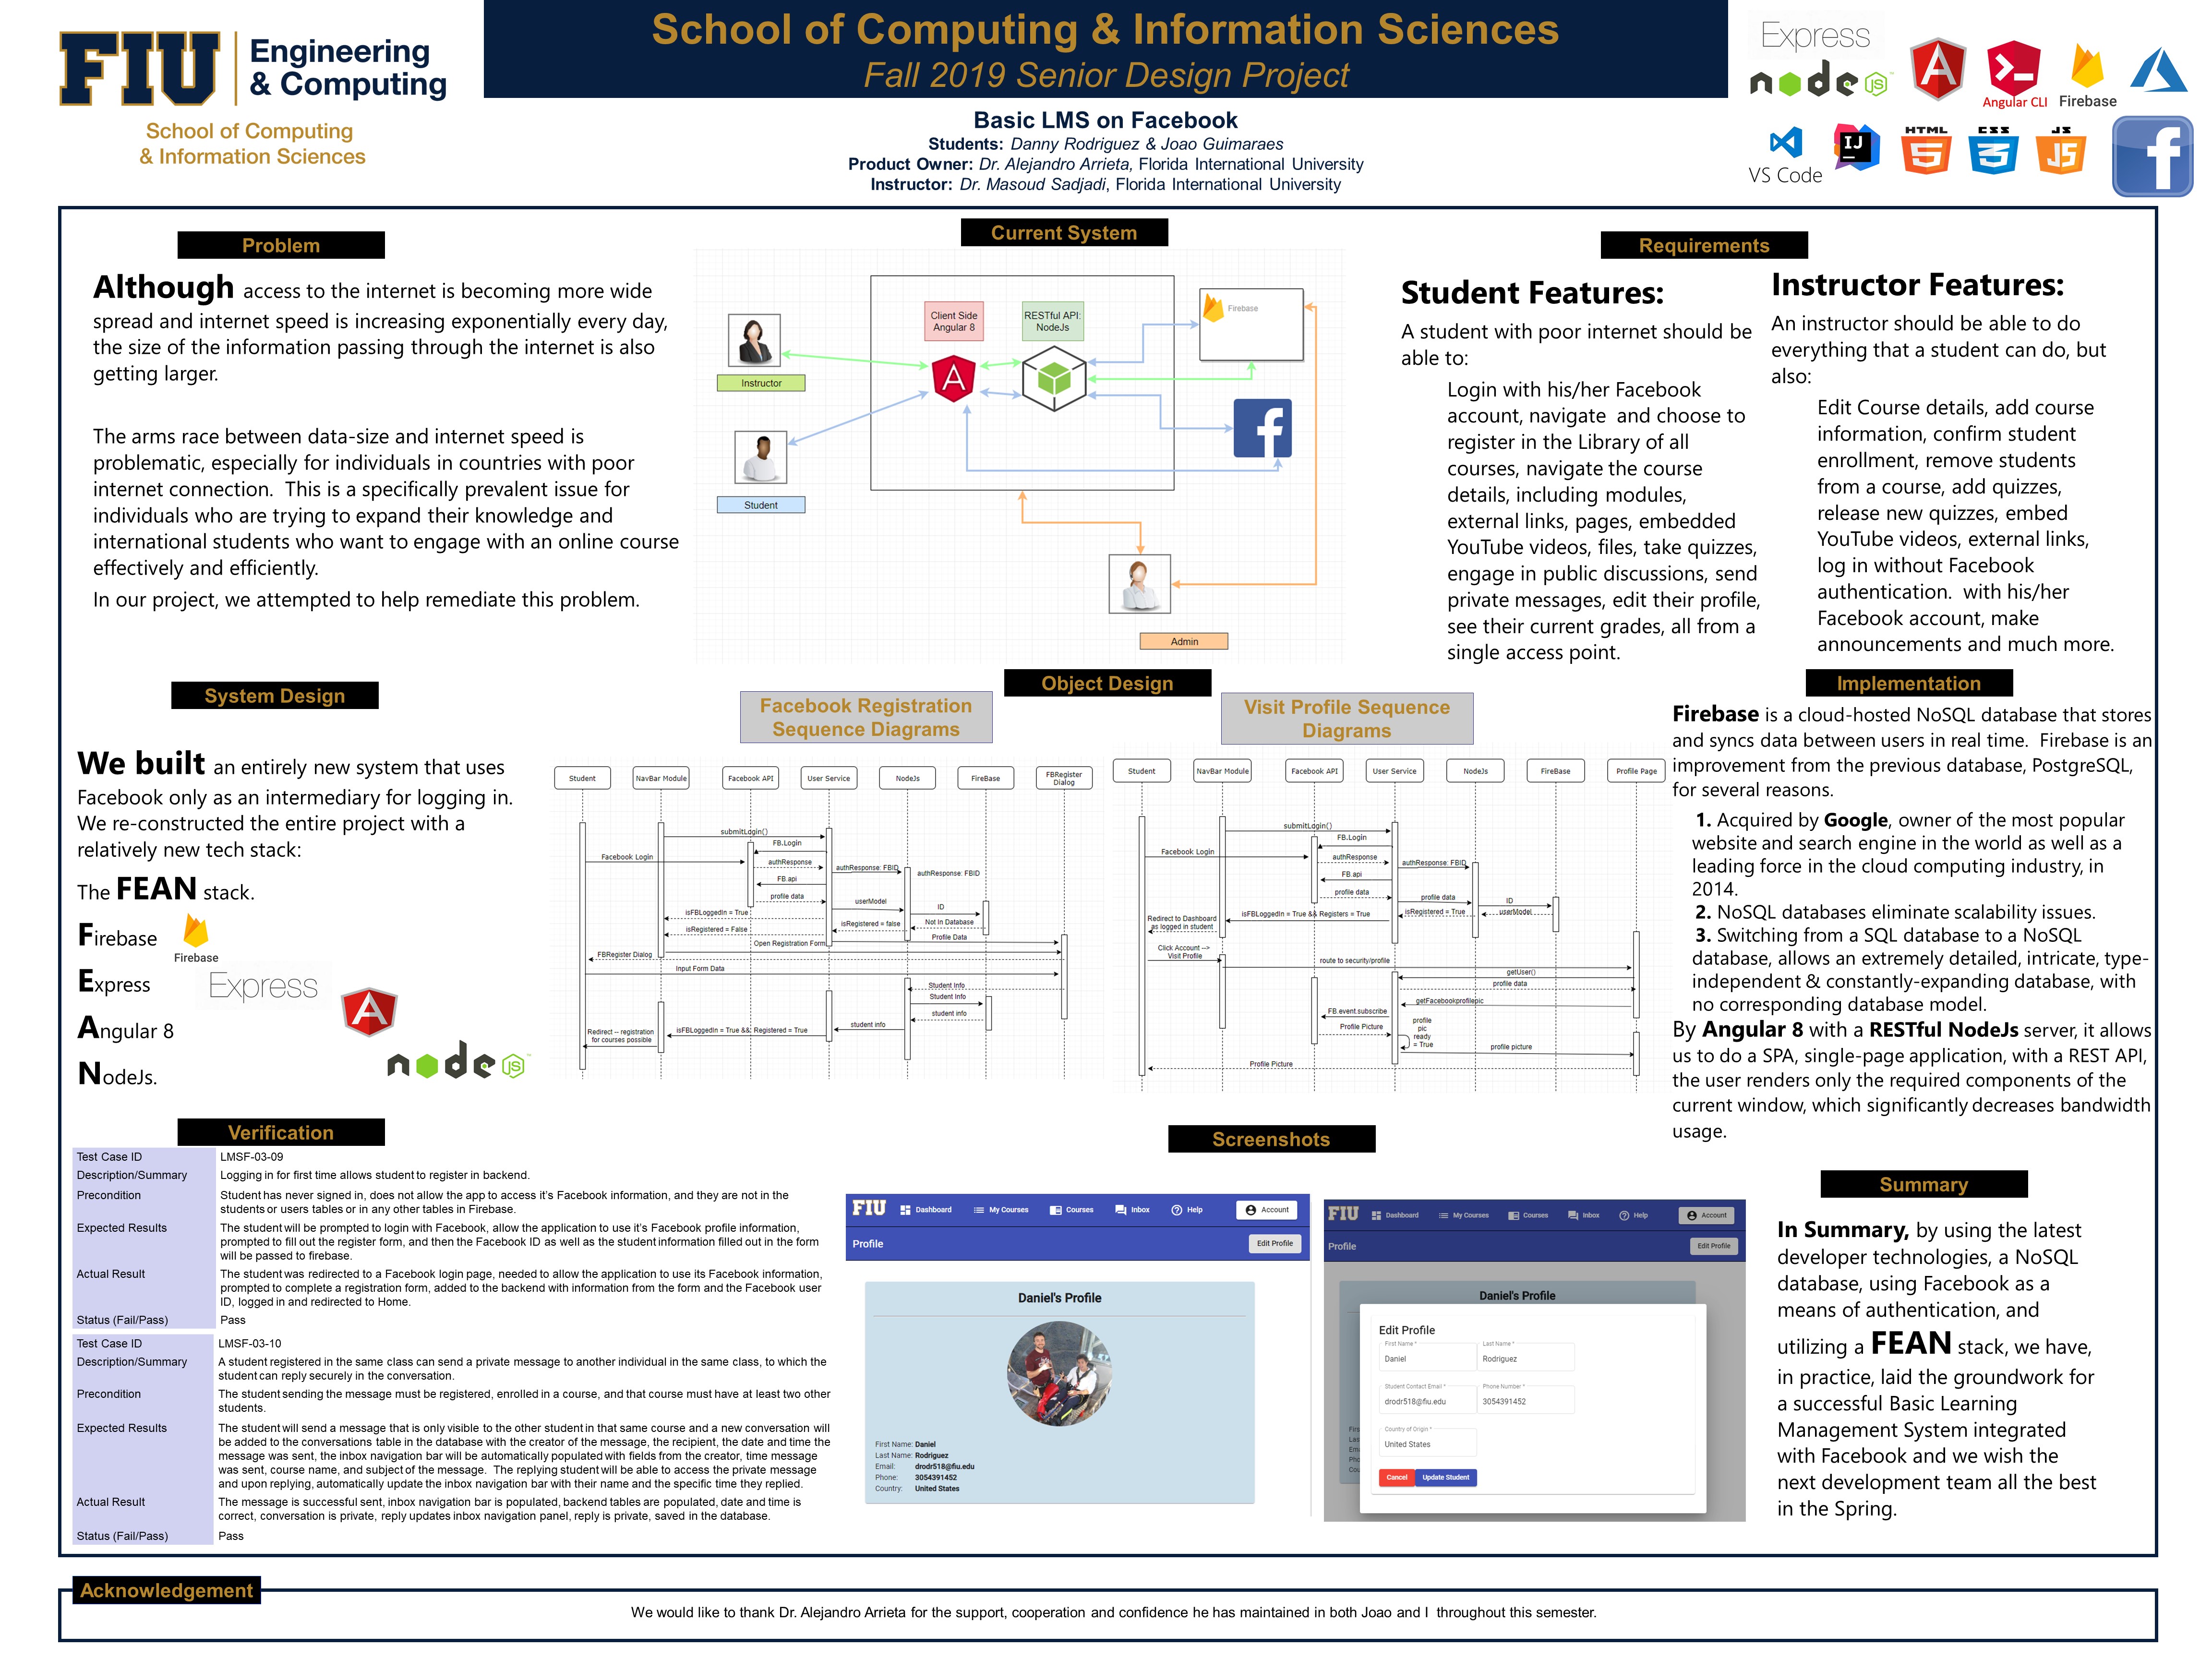 FIU
Engineering
& Computing
School of Computing
& Information Sciences
School of Computing & Information Sciences
Fall 2019 Senior Design Project
Basic LMS on Facebook
Students: Danny Rodriguez & Joao Guimaraes
Product Owner: Dr. Alejandro Arrieta, Florida International University
Instructor: Dr. Masoud Sadjadi, Florida International University
Express
node JS
A
Angular CLI
Firebase
VS Code
IJ
HTML
5
CSS
3
JS
JS
f
Problem
Although access to the internet is becoming more wide
spread and internet speed is increasing exponentially every day,
the size of the information passing through the internet is also
getting larger.
The arms race between data-size and internet speed is
problematic, especially for individuals in countries with poor
internet connection.  This is a specifically prevalent issue for
individuals who are trying to expand their knowledge and
international students who want to engage with an online course
effectively and efficiently.
In our project, we attempted to help remediate this problem.
Current System
Client Side
Angular 8
RESTful API:
NodeJs
Firebase
Instructor
Student
A
f
Admin
Requirements
Student Features:
A student with poor internet should be
able to:
Login with his/her Facebook
account, navigate  and choose to
register in the Library of all
courses, navigate the course
details, including modules,
external links, pages, embedded
YouTube videos, files, take quizzes,
engage in public discussions, send
private messages, edit their profile,
see their current grades, all from a
single access point.
Instructor Features:
An instructor should be able to do
everything that a student can do, but
also:
Edit Course details, add course
information, confirm student
enrollment, remove students
from a course, add quizzes,
release new quizzes, embed
YouTube videos, external links,
log in without Facebook
authentication.  with his/her
Facebook account, make
announcements and much more.
System Design
We built an entirely new system that uses
Facebook only as an intermediary for logging in.
We re-constructed the entire project with a
relatively new tech stack:
The FEAN stack.
Firebase
Firebase
Express
Express
Angular 8
A
NodeJs.
node JS
Object Design
Facebook Registration
Sequence Diagrams
Student
NavBar Module
Facebook API
User Service
NodeJs
FireBase
FBRegister
Dialog
submitLogin()
FB.Login
Facebook Login
authResponse
authResponse: FBID
authResponse: FBID
FB.api
profile data
userModel
ID
isFBLoggedIn = True
Not In Database
isRegistered = false
isRegistered = False
Profile Data
Open Registration Form
FBRegister Dialog
Input Form Data
Student Info
Student Info
student info
student info
Redirect -- registration
for courses possible
isFBLoggedIn = True && Registered = True
Visit Profile Sequence
Diagrams
Student
NavBar Module
Facebook API
User Service
NodeJs
FireBase
Profile Page
submitLogin()
FB.Login
Facebook Login
authResponse
authResponse: FBID
FB.api
profile data
profile data
ID
userModel
isRegistered = True
isFBLoggedIn = True && Registers = True
Redirect to Dashboard
as logged in student
Click Account -->
Visit Profile
route to security/profile
getUser()
profile data
getFacebookprofilepic
FB.event.subscribe
Profile Picture
profile
pic
ready
= True
profile picture
Profile Picture
Implementation
Firebase is a cloud-hosted NoSQL database that stores
and syncs data between users in real time.  Firebase is an
improvement from the previous database, PostgreSQL,
for several reasons.
1. Acquired by Google, owner of the most popular
website and search engine in the world as well as a
leading force in the cloud computing industry, in
2014.
2. NoSQL databases eliminate scalability issues.
3. Switching from a SQL database to a NoSQL
database, allows an extremely detailed, intricate, type-
independent & constantly-expanding database, with
no corresponding database model.
By Angular 8 with a RESTful NodeJs server, it allows
us to do a SPA, single-page application, with a REST API,
the user renders only the required components of the
current window, which significantly decreases bandwidth
usage.
Verification
Test Case ID LMSF-03-09
Description/Summary Logging in for first time allows student to register in backend.
Precondition Student has never signed in, does not allow the app to access it's Facebook information, and they are not in the
students or users tables or in any other tables in Firebase.
Expected Results The student will be prompted to login with Facebook, allow the application to use it's Facebook profile information,
prompted to fill out the register form, and then the Facebook ID as well as the student information filled out in the form
will be passed to firebase.
Actual Result The student was redirected to a Facebook login page, needed to allow the application to use its Facebook information,
prompted to complete a registration form, added to the backend with information from the form and the Facebook user
ID, logged in and redirected to Home.
Status (Fail/Pass) Pass
Test Case ID LMSF-03-10
Description/Summary A student registered in the same class can send a private message to another individual in the same class, to which the
student can reply securely in the conversation.
Precondition The student sending the message must be registered, enrolled in a course, and that course must have at least two other
students.
Expected Results The student will send a message that is only visible to the other student in that same course and a new conversation will
be added to the conversations table in the database with the creator of the message, the recipient, the date and time the
message was sent, the inbox navigation bar will be automatically populated with fields from the creator, time message
was sent, course name, and subject of the message.  The replying student will be able to access the private message
and upon replying, automatically update the inbox navigation bar with their name and the specific time they replied.
Actual Result The message is successful sent, inbox navigation bar is populated, backend tables are populated, date and time is
correct, conversation is private, reply updates inbox navigation panel, reply is private, saved in the database.
Status (Fail/Pass) Pass
Screenshots
FIU Dashboard My Courses Courses Inbox Help Account
Profile Edit Profile
Daniel's Profile
First Name: Daniel
Last Name: Rodriguez
Email: drodr518@fiu.edu
Phone: 3054391452
Country: United States
FIU Dashboard My Courses Courses Inbox Help Account
Profile Edit Profile
Daniel's Profile
Edit Profile
First Name *
Daniel
Last Name *
Rodriguez
Student Contact Email *
drodr518@fiu.edu
Phone Number *
3054391452
Country of Origin *
United States
Cancel Update Student
Firs
Las
Em
Pho
Cou
Summary
In Summary, by using the latest
developer technologies, a NoSQL
database, using Facebook as a
means of authentication, and
utilizing a FEAN stack, we have,
in practice, laid the groundwork for
a successful Basic Learning
Management System integrated
with Facebook and we wish the
next development team all the best
in the Spring.
Acknowledgement
We would like to thank Dr. Alejandro Arrieta for the support, cooperation and confidence he has maintained in both Joao and I  throughout this semester.